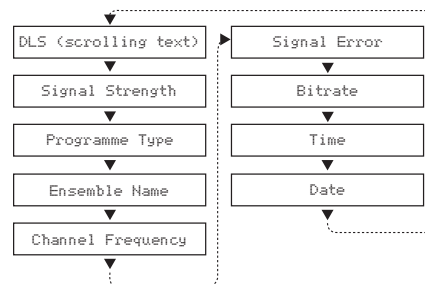 DLS (scrolling text)
Signal Strength
Programme Type
Ensemble Name
Channel Frequency
Signal Error
Bitrate
Time
Date